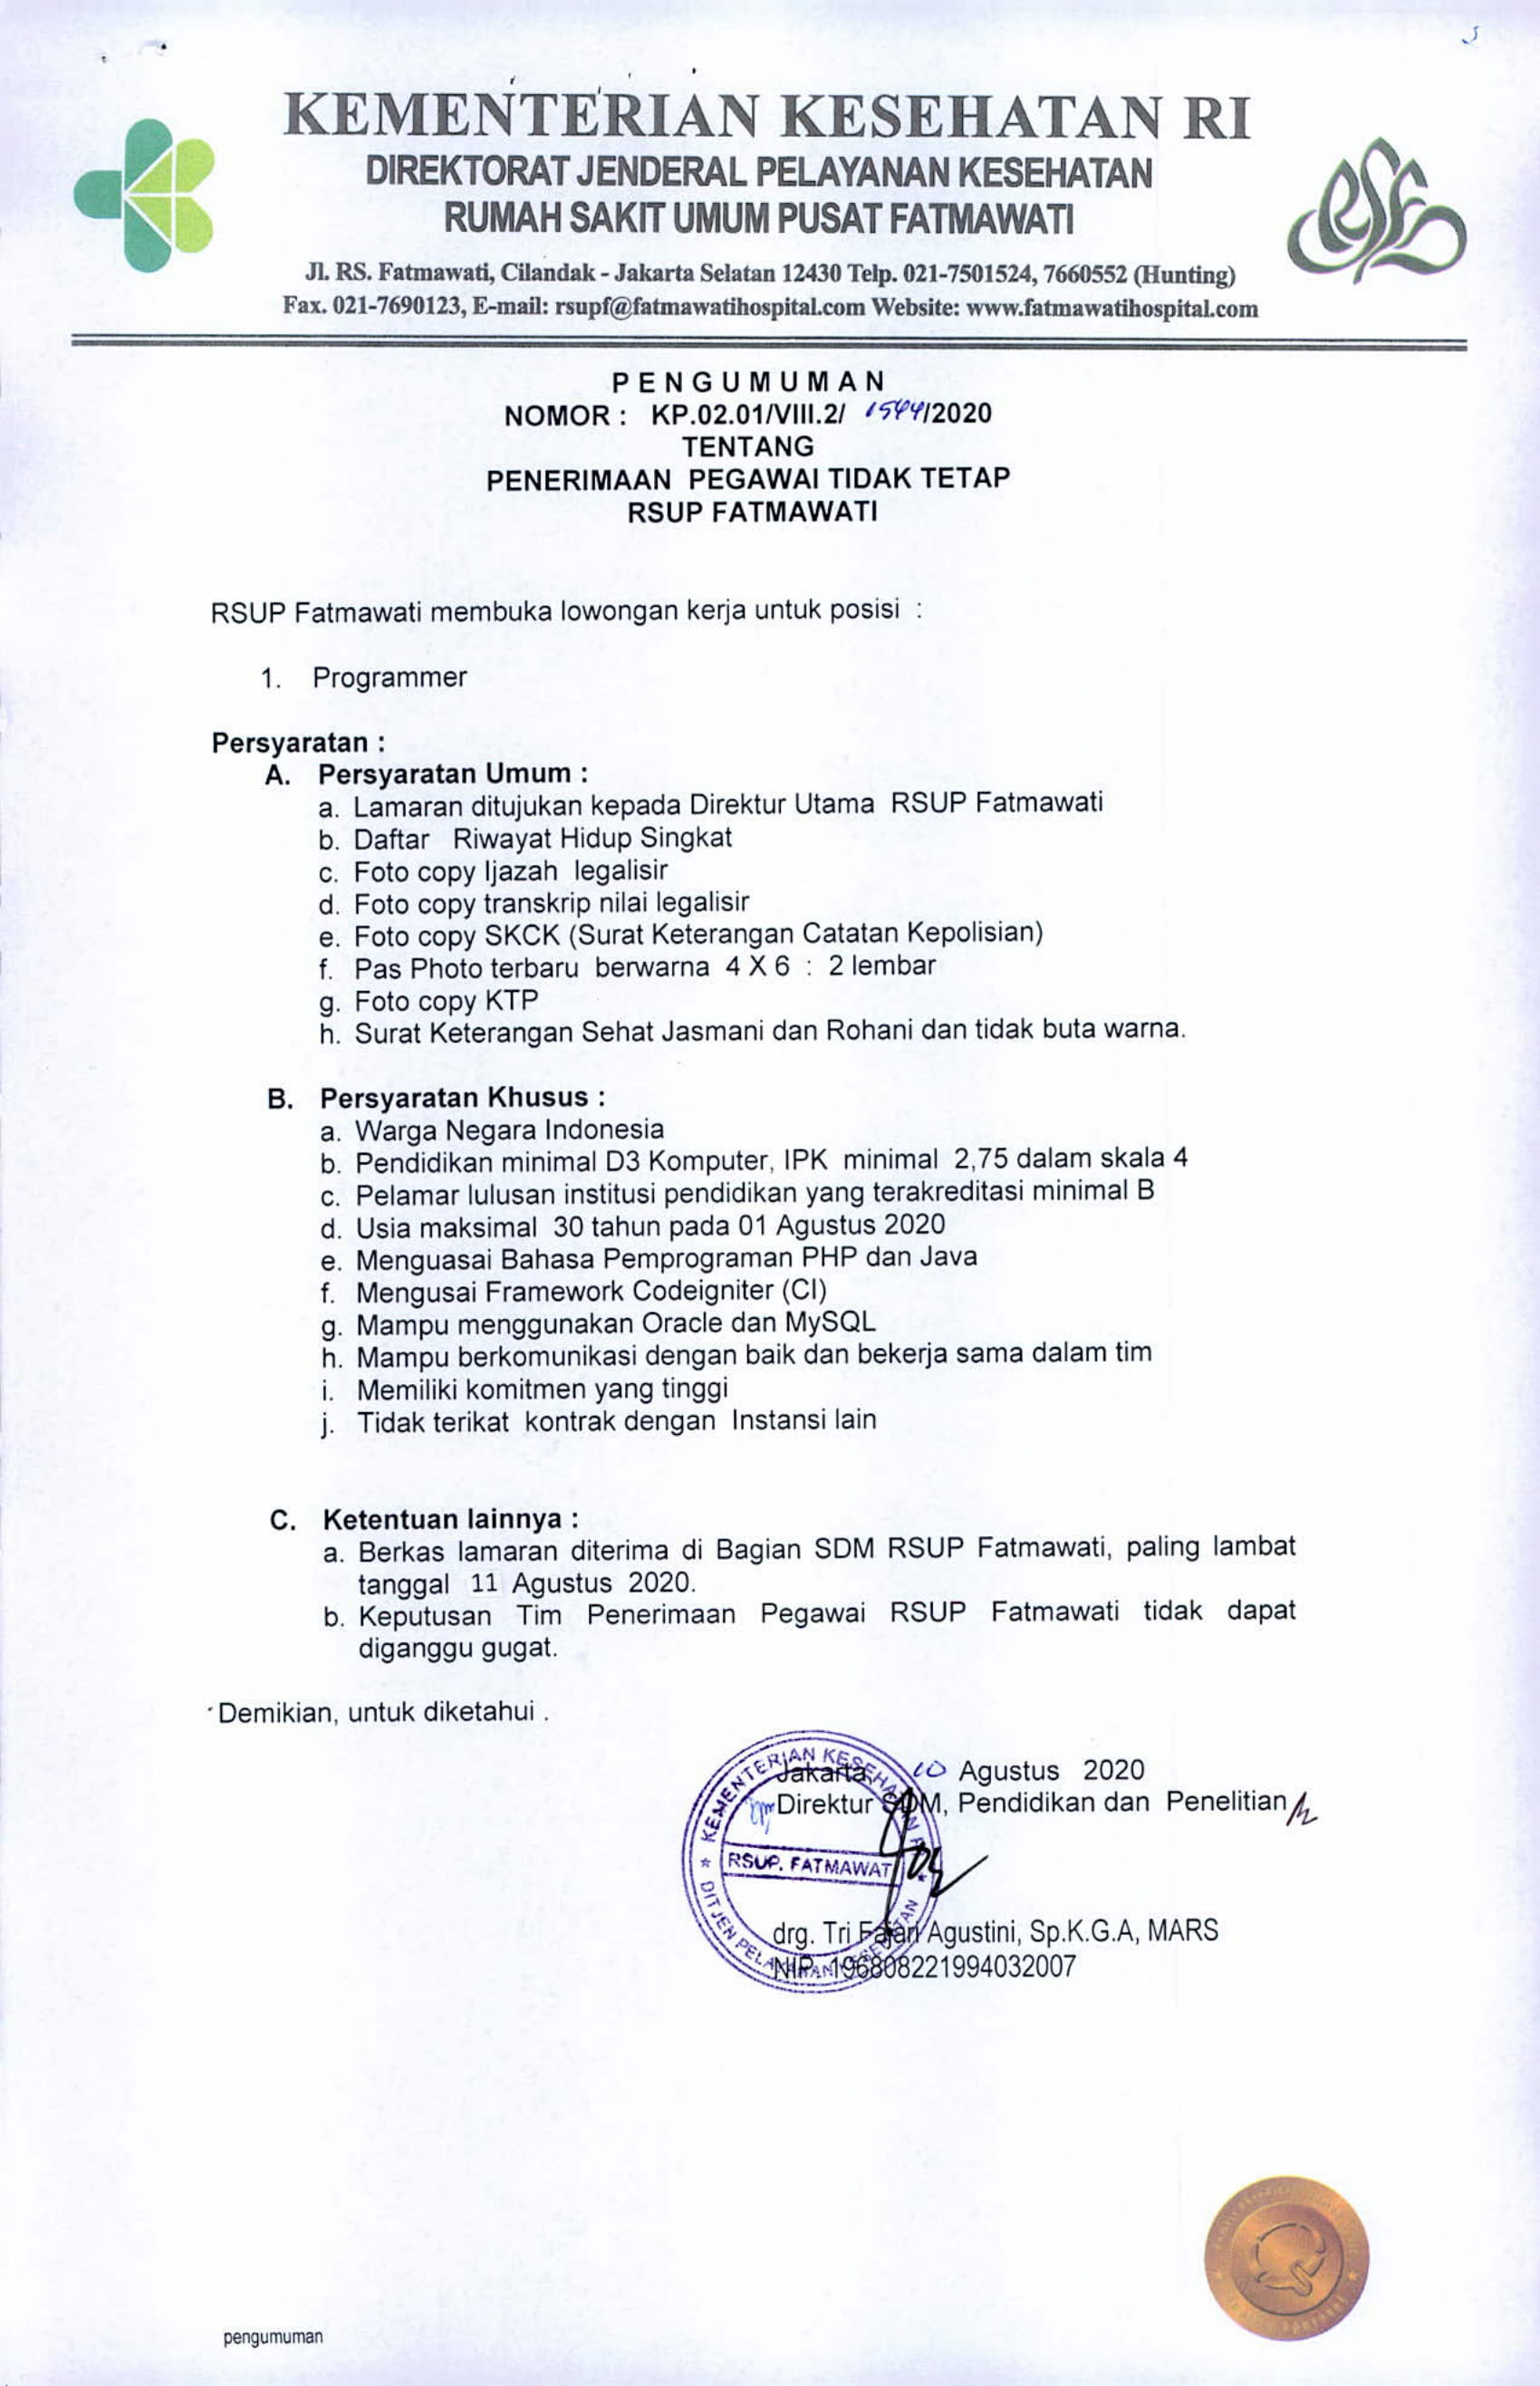 KEMENTERIAN KESEHATAN RI
DIREKTORAT JENDERAL PELAYANAN KESEHATAN
RUMAH SAKIT UMUM PUSAT FATMAWATI
Jl. RS. Fatmawati, Cilandak - Jakarta Selatan 12430 Telp. 021-7501524, 7660552 (Hunting)
Fax. 021-7690123, E-mail: rsupf@fatmawatihospital.com Website: www.fatmawatihospital.com
PENGUMUMAN
NOMOR : KP.02.01/VIII.2/ 1544/2020
TENTANG
PENERIMAAN PEGAWAI TIDAK TETAP
RSUP FATMAWATI
RSUP Fatmawati membuka lowongan kerja untuk posisi :
1. Programmer
Persyaratan :
A. Persyaratan Umum :
a. Lamaran ditujukan kepada Direktur Utama RSUP Fatmawati
b. Daftar Riwayat Hidup Singkat
c. Foto copy Ijazah legalisir
d. Foto copy transkrip nilai legalisir
e. Foto copy SKCK (Surat Keterangan Catatan Kepolisian)
f. Pas Photo terbaru berwarna 4 X 6 : 2 lembar
g. Foto copy KTP
h. Surat Keterangan Sehat Jasmani dan Rohani dan tidak buta warna.
B. Persyaratan Khusus :
a. Warga Negara Indonesia
b. Pendidikan minimal D3 Komputer, IPK minimal 2,75 dalam skala 4
c. Pelamar lulusan institusi pendidikan yang terakreditasi minimal B
d. Usia maksimal 30 tahun pada 01 Agustus 2020
e. Menguasai Bahasa Pemprograman PHP dan Java
f. Mengusai Framework Codeigniter (CI)
g. Mampu menggunakan Oracle dan MySQL
h. Mampu berkomunikasi dengan baik dan bekerja sama dalam tim
i. Memiliki komitmen yang tinggi
j. Tidak terikat kontrak dengan Instansi lain
C. Ketentuan lainnya :
a. Berkas lamaran diterima di Bagian SDM RSUP Fatmawati, paling lambat
tanggal 11 Agustus 2020.
b. Keputusan Tim Penerimaan Pegawai RSUP Fatmawati tidak dapat
diganggu gugat.
Demikian, untuk diketahui .
Jakarta, 10 Agustus 2020
Direktur SDM, Pendidikan dan Penelitian
KEMENTERIAN KESEHATAN
RSUP. FATMAWATI
DITJEN PELAYANAN KESEHATAN
drg. Tri Fajari Agustini, Sp.K.G.A, MARS
NIP. 196808221994032007
pengumuman